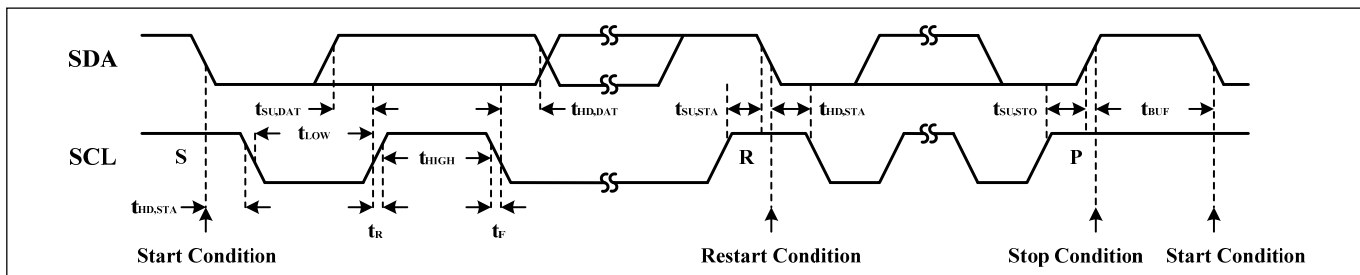 SDA
tSU,DAT tHD,DAT tSU,STA tHD,STA tSU,STO tBUF
tLOW
SCL S tHIGH R P
tHD,STA
tR tF
Start Condition Restart Condition Stop Condition Start Condition